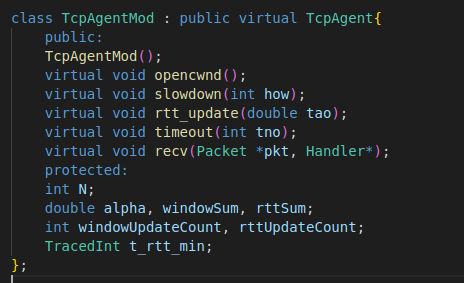 class TcpAgentMod : public virtual TcpAgent{
    public:
    TcpAgentMod();
    virtual void opencwnd();
    virtual void slowdown(int how);
    virtual void rtt_update(double tao);
    virtual void timeout(int tno);
    virtual void recv(Packet *pkt, Handler*);
    protected:
    int N;
    double alpha, windowSum, rttSum;
    int windowUpdateCount, rttUpdateCount;
    TracedInt t_rtt_min;
};